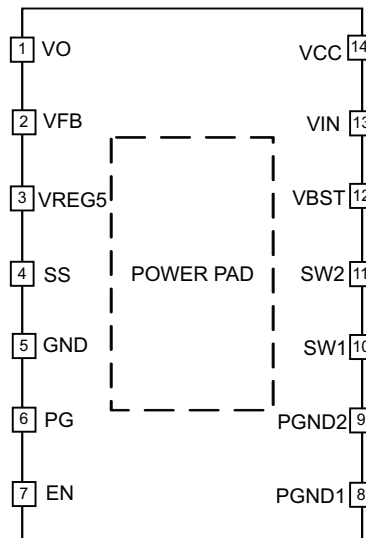 1 VO
VCC 14
2 VFB
VIN 13
3 VREG5
VBST 12
4 SS
POWER PAD
SW2 11
5 GND
SW1 10
6 PG
PGND2 9
7 EN
PGND1 8